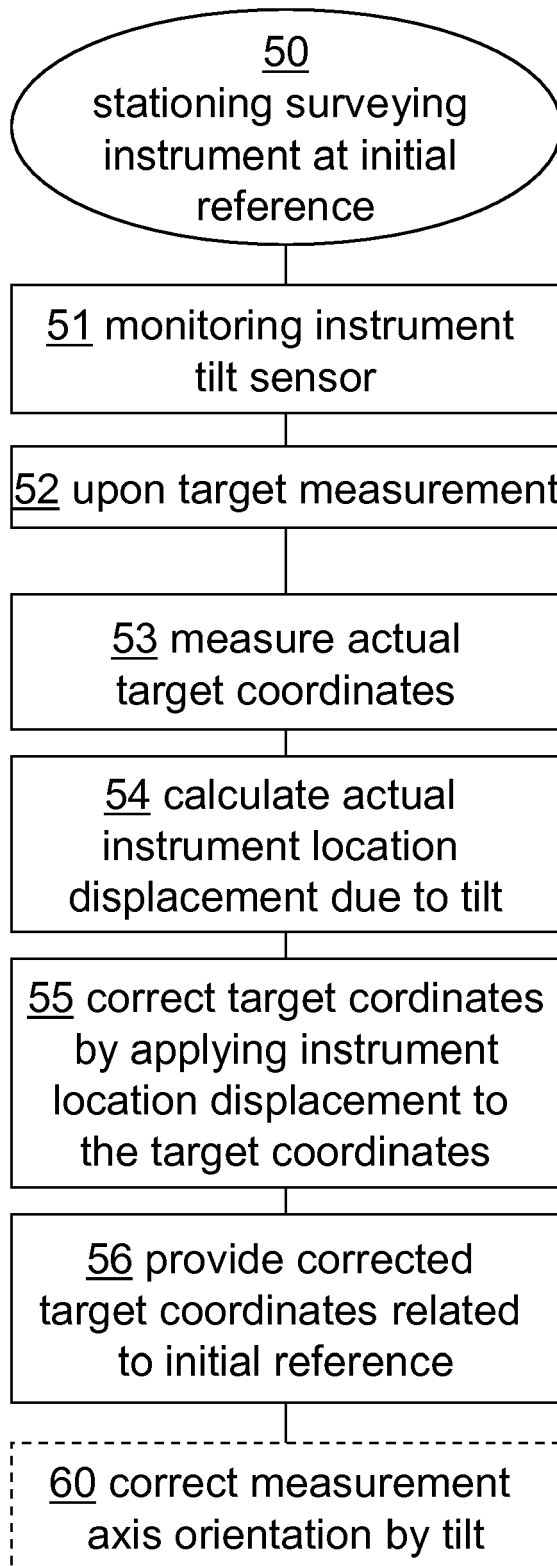 50
stationing surveying
instrument at initial
reference
51 monitoring instrument
tilt sensor
52 upon target measurement
53 measure actual
target coordinates
54 calculate actual
instrument location
displacement due to tilt
55 correct target cordinates
by applying instrument
location displacement to
the target coordinates
56 provide corrected
target coordinates related
to initial reference
60 correct measurement
axis orientation by tilt